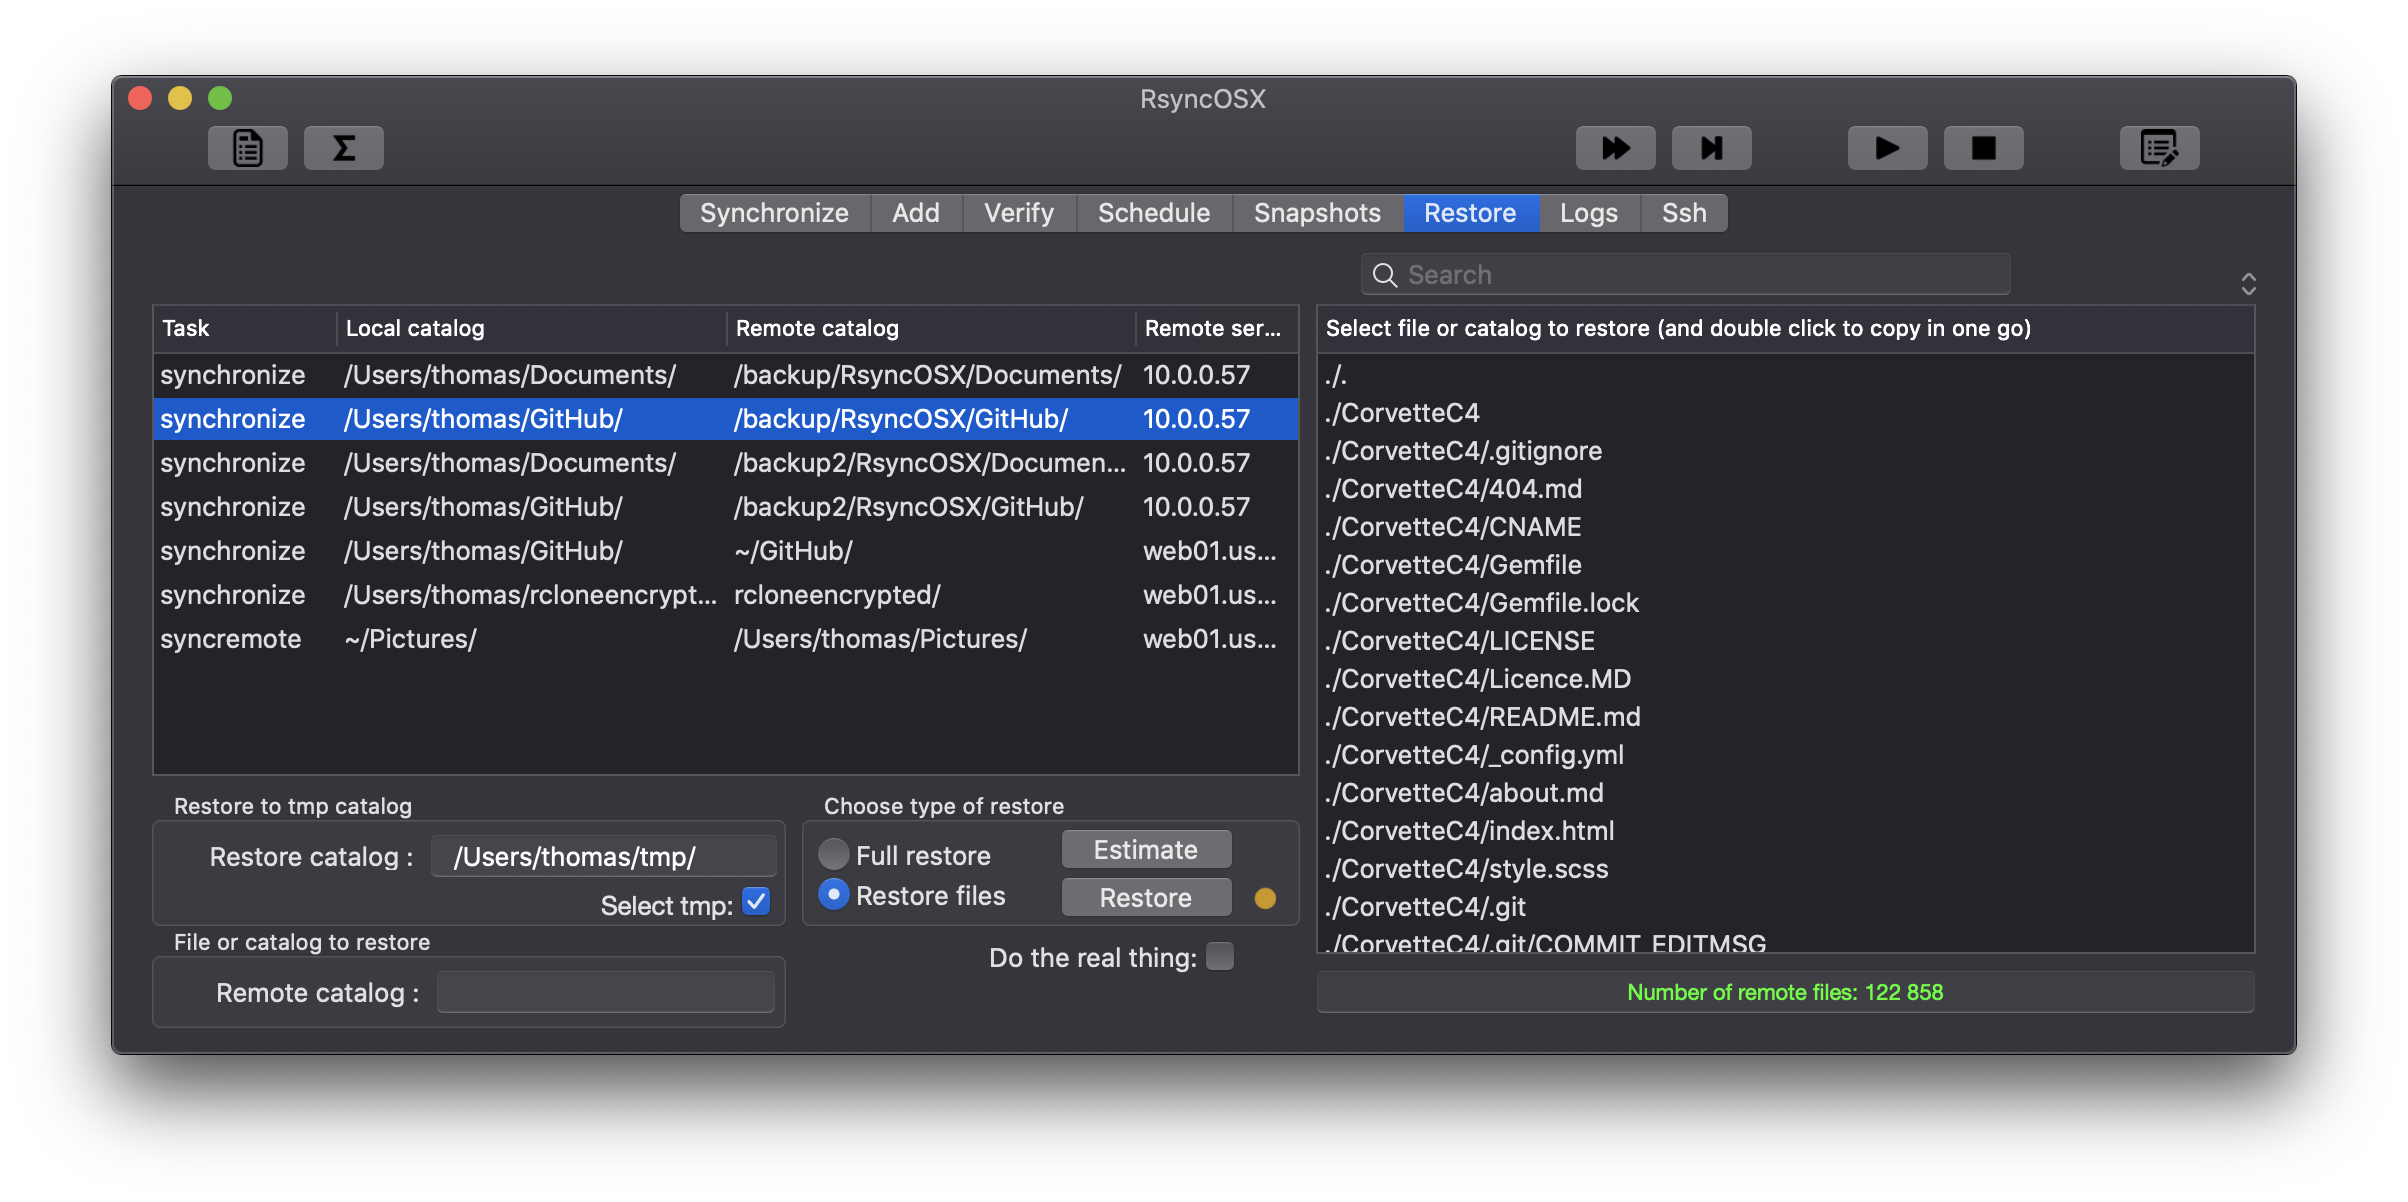 RsyncOSX
Synchronize Add Verify Schedule Snapshots Restore Logs Ssh
Search
Task Local catalog Remote catalog Remote ser...
synchronize /Users/thomas/Documents/ /backup/RsyncOSX/Documents/ 10.0.0.57
synchronize /Users/thomas/GitHub/ /backup/RsyncOSX/GitHub/ 10.0.0.57
synchronize /Users/thomas/Documents/ /backup2/RsyncOSX/Documen... 10.0.0.57
synchronize /Users/thomas/GitHub/ /backup2/RsyncOSX/GitHub/ 10.0.0.57
synchronize /Users/thomas/GitHub/ ~/GitHub/ web01.us...
synchronize /Users/thomas/rcloneencrypt... rcloneencrypted/ web01.us...
syncremote ~/Pictures/ /Users/thomas/Pictures/ web01.us...
Restore to tmp catalog
Restore catalog : /Users/thomas/tmp/
Select tmp:
File or catalog to restore
Remote catalog :
Choose type of restore
Full restore Estimate
Restore files Restore
Do the real thing:
Select file or catalog to restore (and double click to copy in one go)
./.
./CorvetteC4
./CorvetteC4/.gitignore
./CorvetteC4/404.md
./CorvetteC4/CNAME
./CorvetteC4/Gemfile
./CorvetteC4/Gemfile.lock
./CorvetteC4/LICENSE
./CorvetteC4/Licence.MD
./CorvetteC4/README.md
./CorvetteC4/_config.yml
./CorvetteC4/about.md
./CorvetteC4/index.html
./CorvetteC4/style.scss
./CorvetteC4/.git
./CorvetteC4/.git/COMMIT_EDITMSG
Number of remote files: 122 858